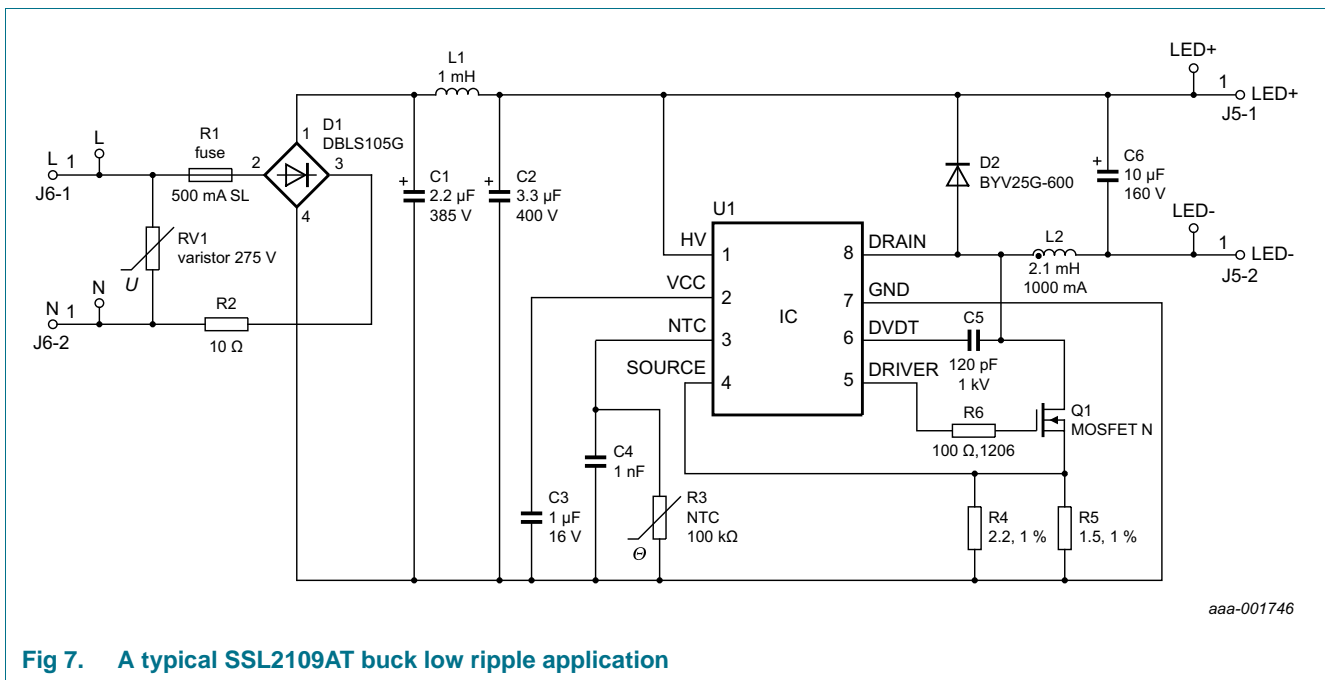 L1
1 mH
LED+
1
LED+
J5-1
L
L 1
J6-1
R1
fuse
500 mA SL
D1
DBLS105G
1
2
3
4
+
C1
2.2 µF
385 V
+
C2
3.3 µF
400 V
D2
BYV25G-600
+
C6
10 µF
160 V
LED-
1
LED-
J5-2
RV1
varistor 275 V
U
N
N 1
J6-2
R2
10 Ω
U1
HV
1
VCC
2
NTC
3
SOURCE
4
IC
8
DRAIN
7
GND
6
DVDT
5
DRIVER
L2
2.1 mH
1000 mA
C5
120 pF
1 kV
R6
100 Ω,1206
Q1
MOSFET N
C4
1 nF
C3
1 µF
16 V
R3
NTC
100 kΩ
Θ
R4
2.2, 1 %
R5
1.5, 1 %
aaa-001746
Fig 7. A typical SSL2109AT buck low ripple application